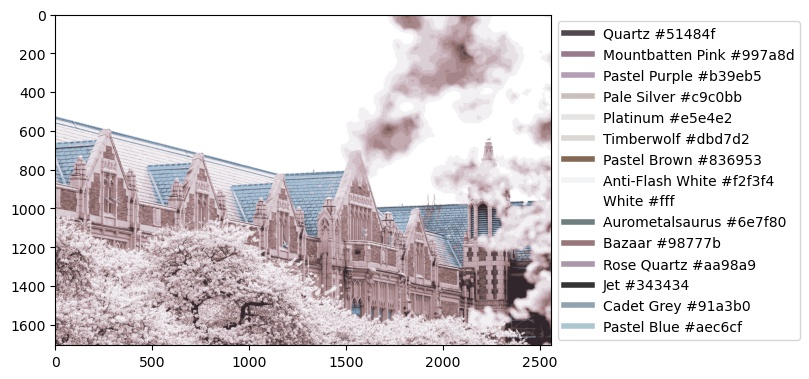 0
200
400
600
800
1000
1200
1400
1600
0
500
1000
1500
2000
2500
Quartz #51484f
Mountbatten Pink #997a8d
Pastel Purple #b39eb5
Pale Silver #c9c0bb
Platinum #e5e4e2
Timberwolf #dbd7d2
Pastel Brown #836953
Anti-Flash White #f2f3f4
White #fff
Aurometalsaurus #6e7f80
Bazaar #98777b
Rose Quartz #aa98a9
Jet #343434
Cadet Grey #91a3b0
Pastel Blue #aec6cf